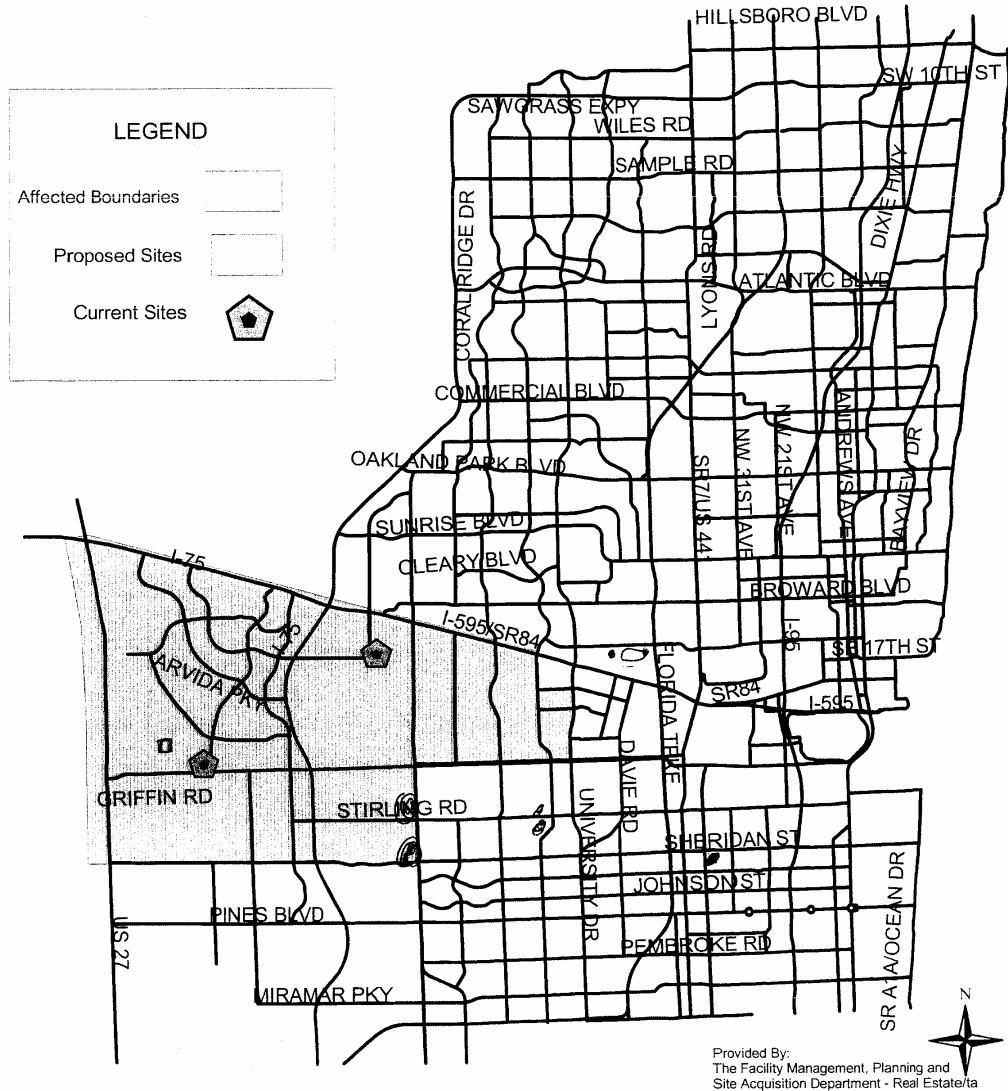 HILLSBORO BLVD
SW 10TH ST
SAWGRASS EXPY
WILES RD
SAMPLE RD
DIXIE HWY
CORAL RIDGE DR
LYONS RD
ATLANTIC BLVD
LEGEND
Affected Boundaries
Proposed Sites
Current Sites
COMMERCIAL BLVD
OAKLAND PARK BLVD
SR7/US 441
NW 31ST AVE
NW 21ST AVE
ANDREWS AVE
BAYVIEW DR
SUNRISE BLVD
CLEARY BLVD
I-75
BROWARD BLVD
I-595/SR84
I-95
SE 17TH ST
ARVIDA PKY
FLORIDA TPKE
SR84
I-595
GRIFFIN RD
STIRLING RD
UNIVERSITY DR
DAVIE RD
SHERIDAN ST
JOHNSON ST
PINES BLVD
US 27
PEMBROKE RD
SR A1A/OCEAN DR
MIRAMAR PKY
N
Provided By:
The Facility Management, Planning and
Site Acquisition Department - Real Estate/ta